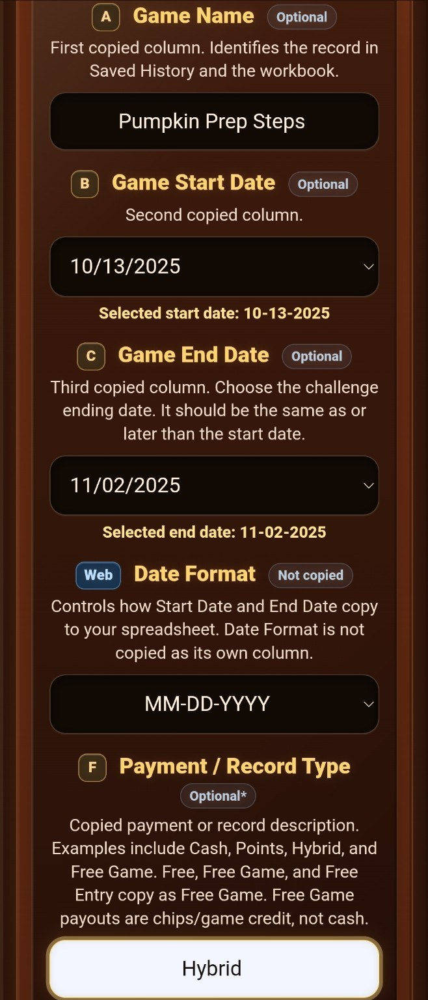 A Game Name Optional
First copied column. Identifies the record in
Saved History and the workbook.
Pumpkin Prep Steps
B Game Start Date Optional
Second copied column.
10/13/2025
Selected start date: 10-13-2025
C Game End Date Optional
Third copied column. Choose the challenge
ending date. It should be the same as or
later than the start date.
11/02/2025
Selected end date: 11-02-2025
Web Date Format Not copied
Controls how Start Date and End Date copy
to your spreadsheet. Date Format is not
copied as its own column.
MM-DD-YYYY
F Payment / Record Type
Optional*
Copied payment or record description.
Examples include Cash, Points, Hybrid, and
Free Game. Free, Free Game, and Free
Entry copy as Free Game. Free Game
payouts are chips/game credit, not cash.
Hybrid